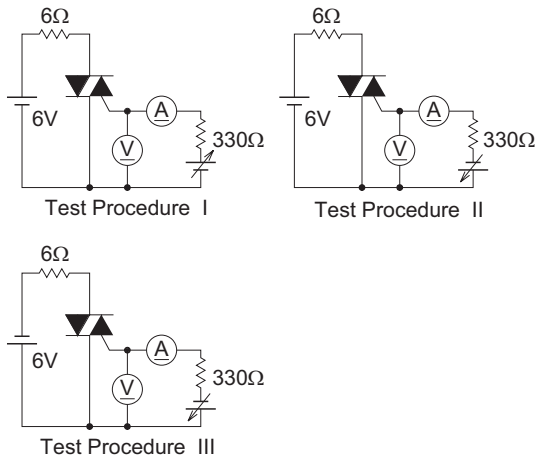 6Ω
6V
A
V
330Ω
Test Procedure I
6Ω
6V
A
V
330Ω
Test Procedure II
6Ω
6V
A
V
330Ω
Test Procedure III